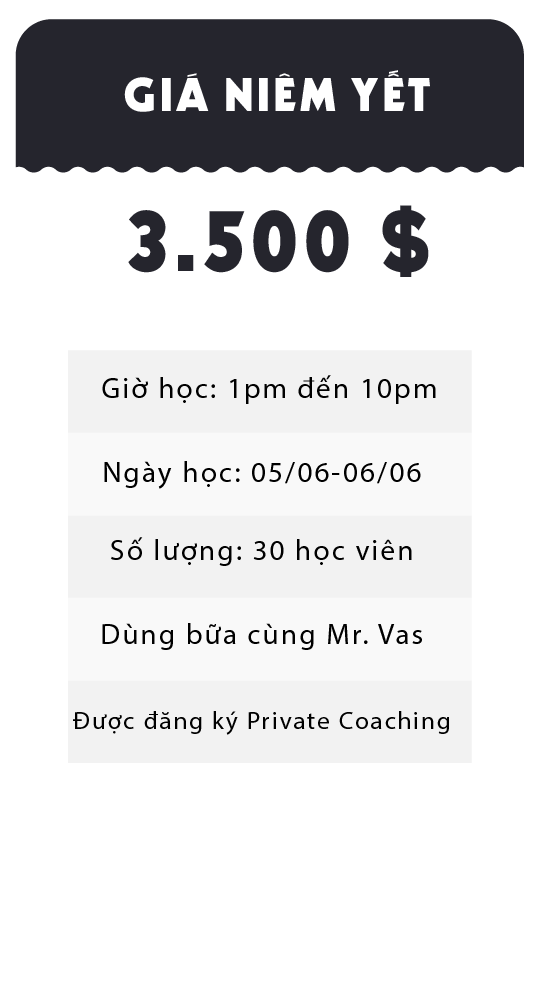 GIÁ NIÊM YẾT
3.500 $
Giờ học: 1pm đến 10pm
Ngày học: 05/06-06/06
Số lượng: 30 học viên
Dùng bữa cùng Mr. Vas
Được đăng ký Private Coaching